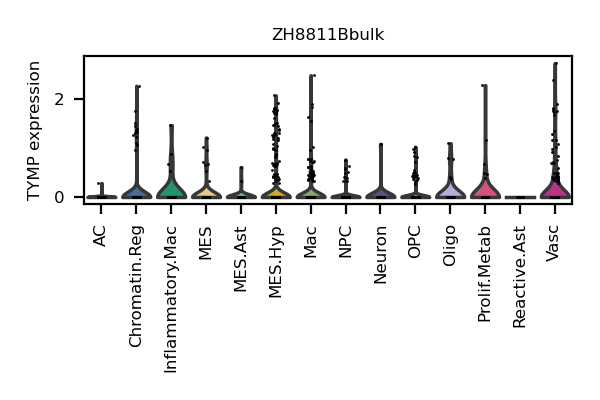 ZH8811Bbulk
TYMP expression
2
0
AC
Chromatin.Reg
Inflammatory.Mac
MES
MES.Ast
MES.Hyp
Mac
NPC
Neuron
OPC
Oligo
Prolif.Metab
Reactive.Ast
Vasc